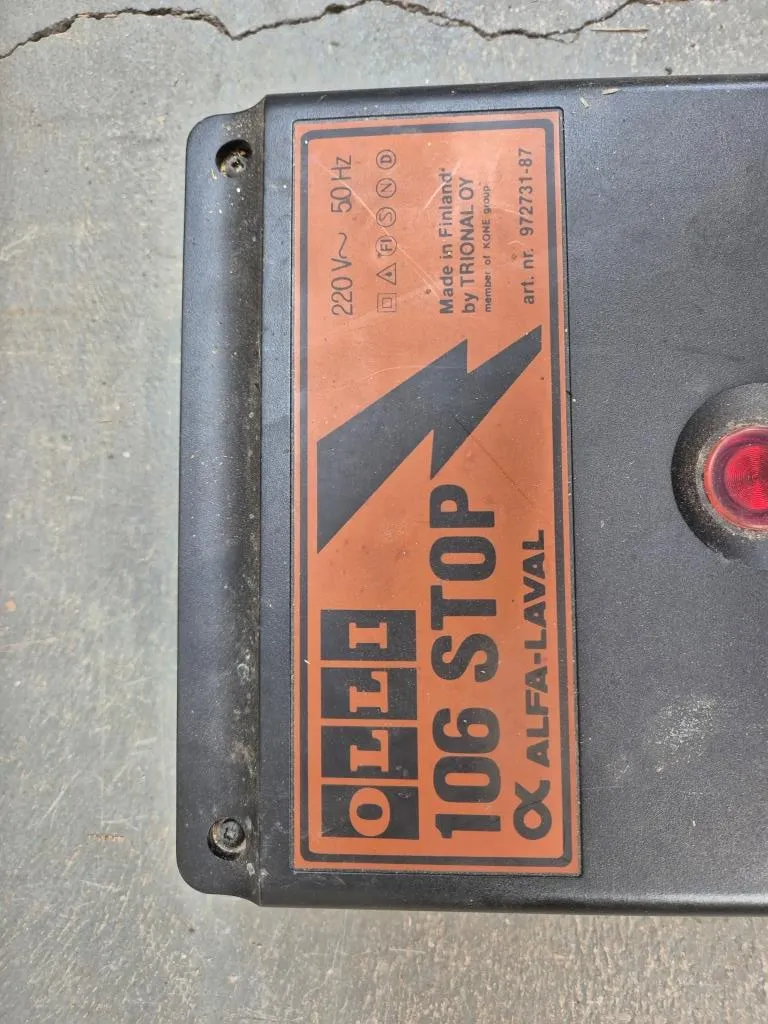 OLLI
106 STOP
ALFA-LAVAL
220 V~ 50 Hz
FI S N D
Made in Finland
by TRIONAL OY
member of KONE group
art. nr. 972731-87